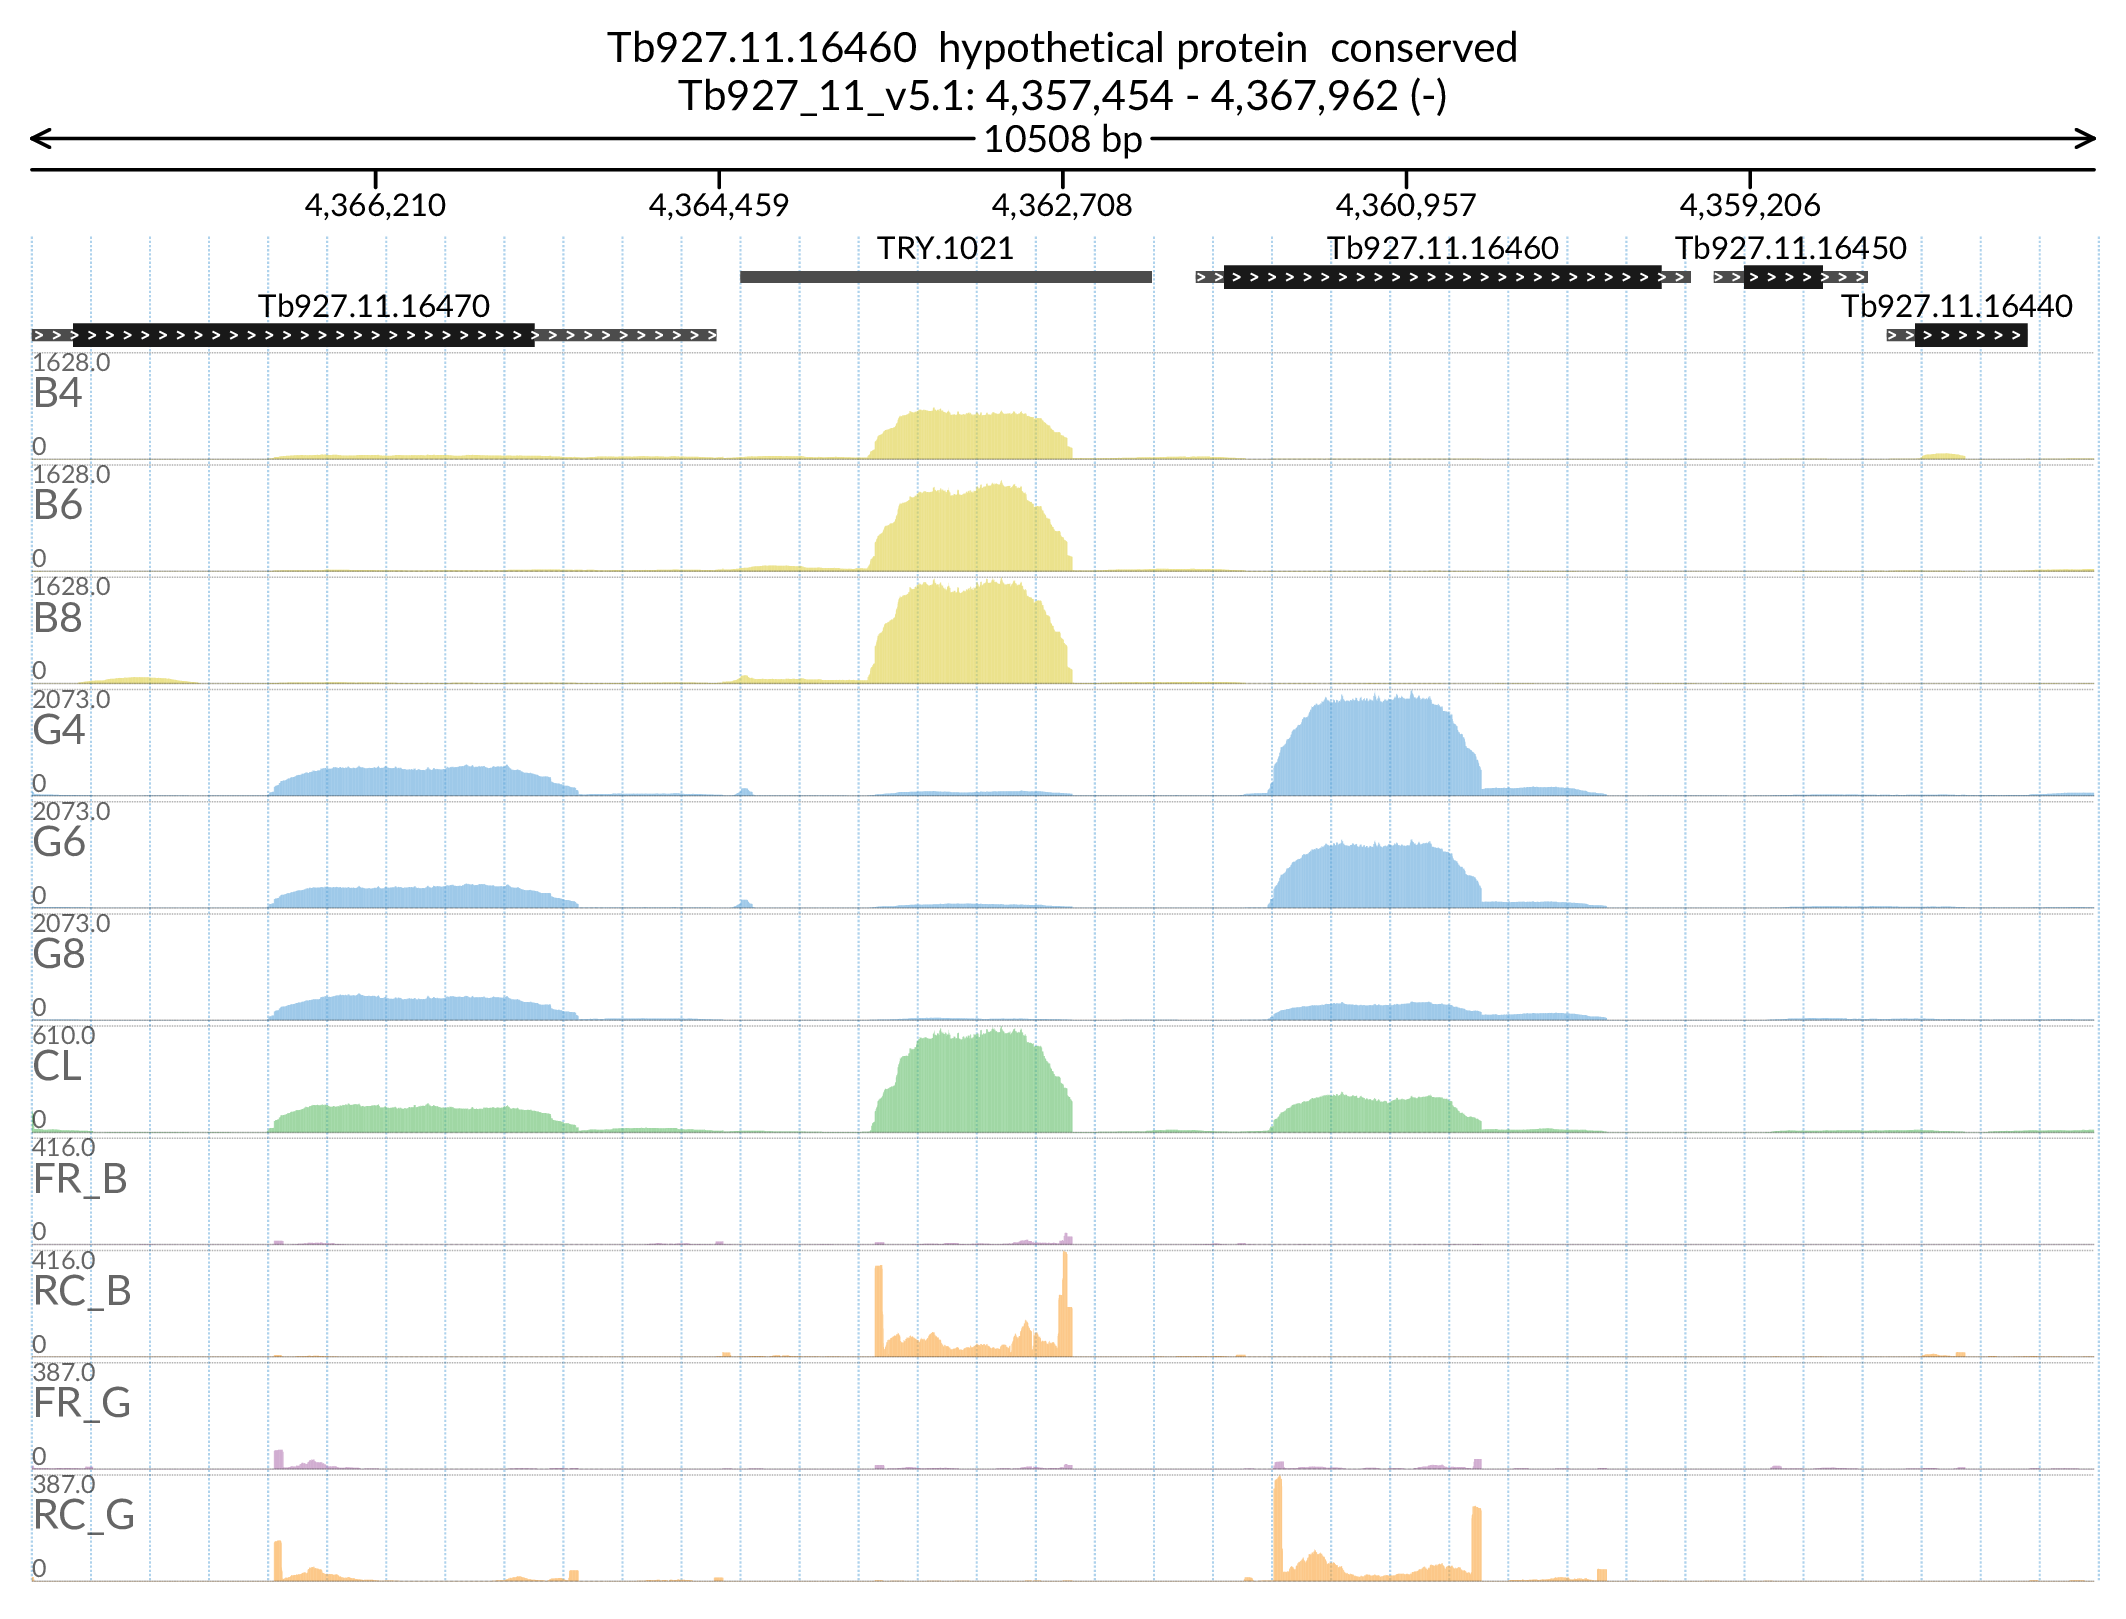 Tb927.11.16460  hypothetical protein  conserved
Tb927_11_v5.1: 4,357,454 - 4,367,962 (-)
10508 bp
4,366,210 4,364,459 4,362,708 4,360,957 4,359,206
TRY.1021 Tb927.11.16460 Tb927.11.16450
Tb927.11.16470 Tb927.11.16440
1628.0
B4
0
1628.0
B6
0
1628.0
B8
0
2073.0
G4
0
2073.0
G6
0
2073.0
G8
0
610.0
CL
0
416.0
FR_B
0
416.0
RC_B
0
387.0
FR_G
0
387.0
RC_G
0